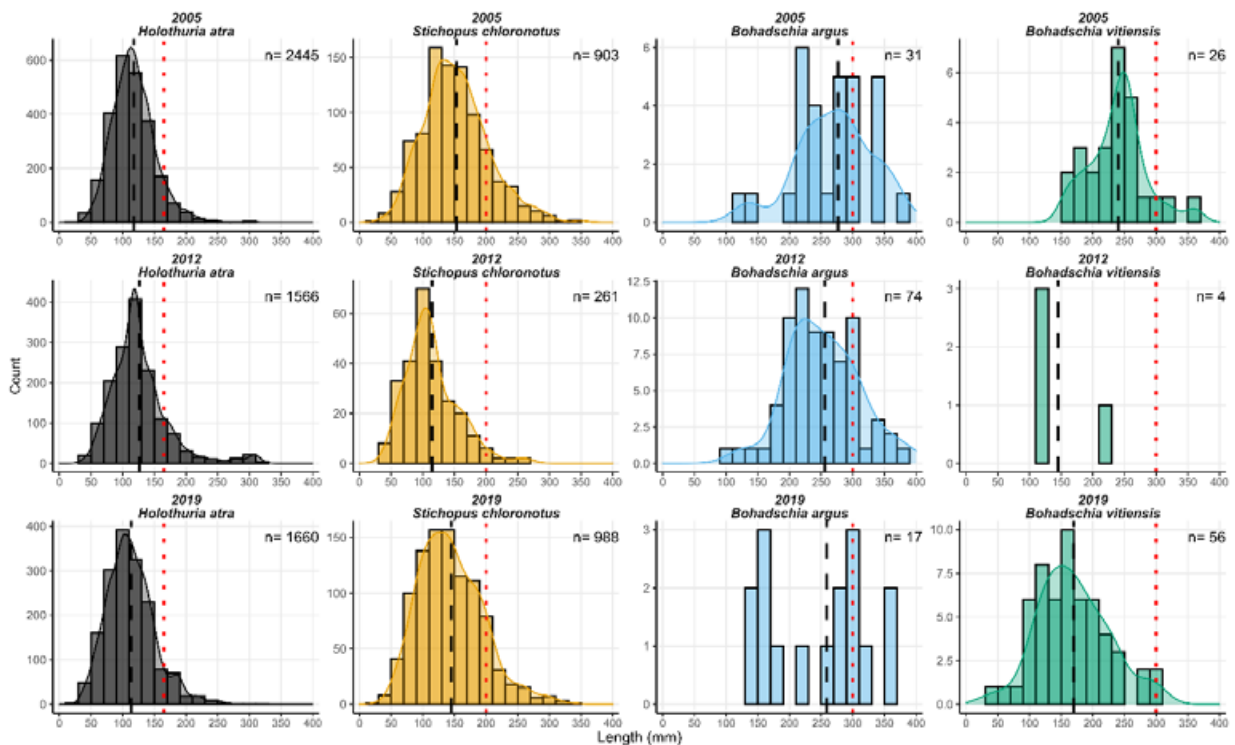 2005
Holothuria atra
n= 2445
600
400
200
0
0 50 100 150 200 250 300 350 400
2005
Stichopus chloronotus
n= 903
150
100
50
0
0 50 100 150 200 250 300 350 400
2005
Bohadschia argus
n= 31
6
4
2
0
0 50 100 150 200 250 300 350 400
2005
Bohadschia vitiensis
n= 26
6
4
2
0
0 50 100 150 200 250 300 350 400
2012
Holothuria atra
n= 1566
400
300
200
100
0
0 50 100 150 200 250 300 350 400
2012
Stichopus chloronotus
n= 261
60
40
20
0
0 50 100 150 200 250 300 350 400
2012
Bohadschia argus
n= 74
12.5
10.0
7.5
5.0
2.5
0.0
0 50 100 150 200 250 300 350 400
2012
Bohadschia vitiensis
n= 4
3
2
1
0
0 50 100 150 200 250 300 350 400
Count
2019
Holothuria atra
n= 1660
400
300
200
100
0
0 50 100 150 200 250 300 350 400
2019
Stichopus chloronotus
n= 988
150
100
50
0
0 50 100 150 200 250 300 350 400
2019
Bohadschia argus
n= 17
3
2
1
0
0 50 100 150 200 250 300 350 400
2019
Bohadschia vitiensis
n= 56
10.0
7.5
5.0
2.5
0.0
0 50 100 150 200 250 300 350 400
Length (mm)